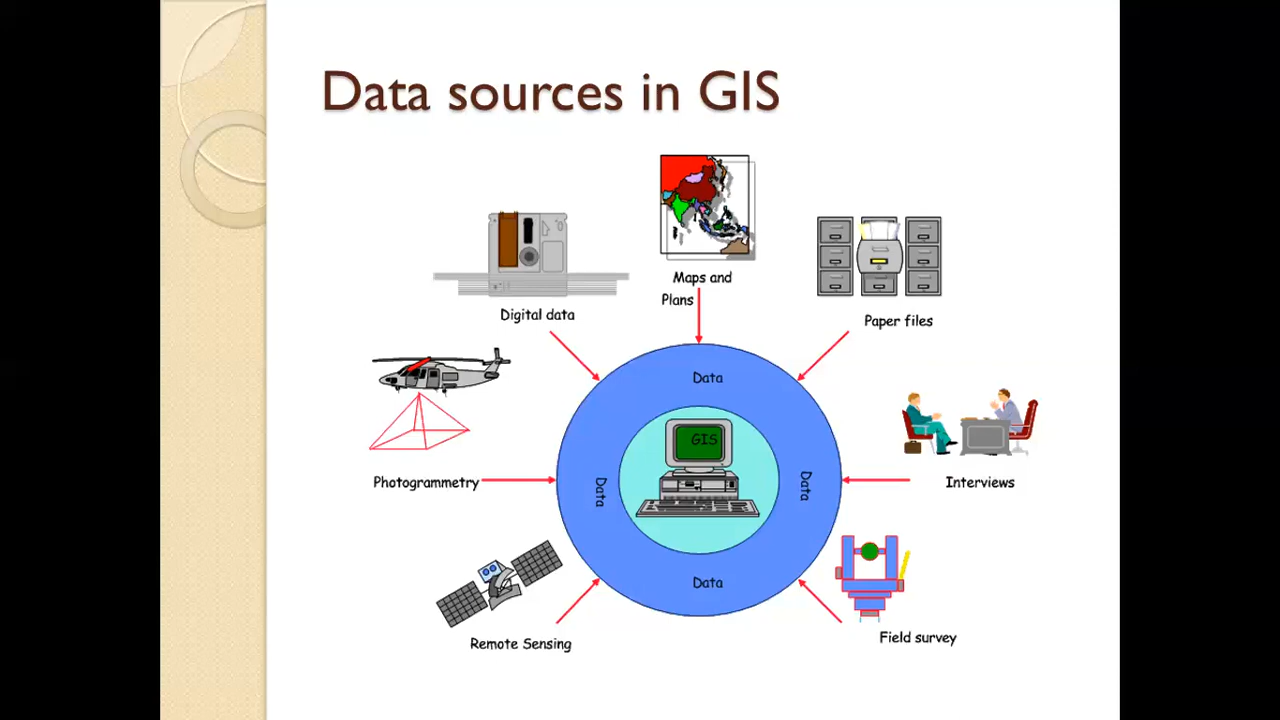 Data sources in GIS
Maps and
Plans
Digital data
Paper files
Data
Photogrammetry
GIS
Data
Data
Interviews
Data
Remote Sensing
Field survey